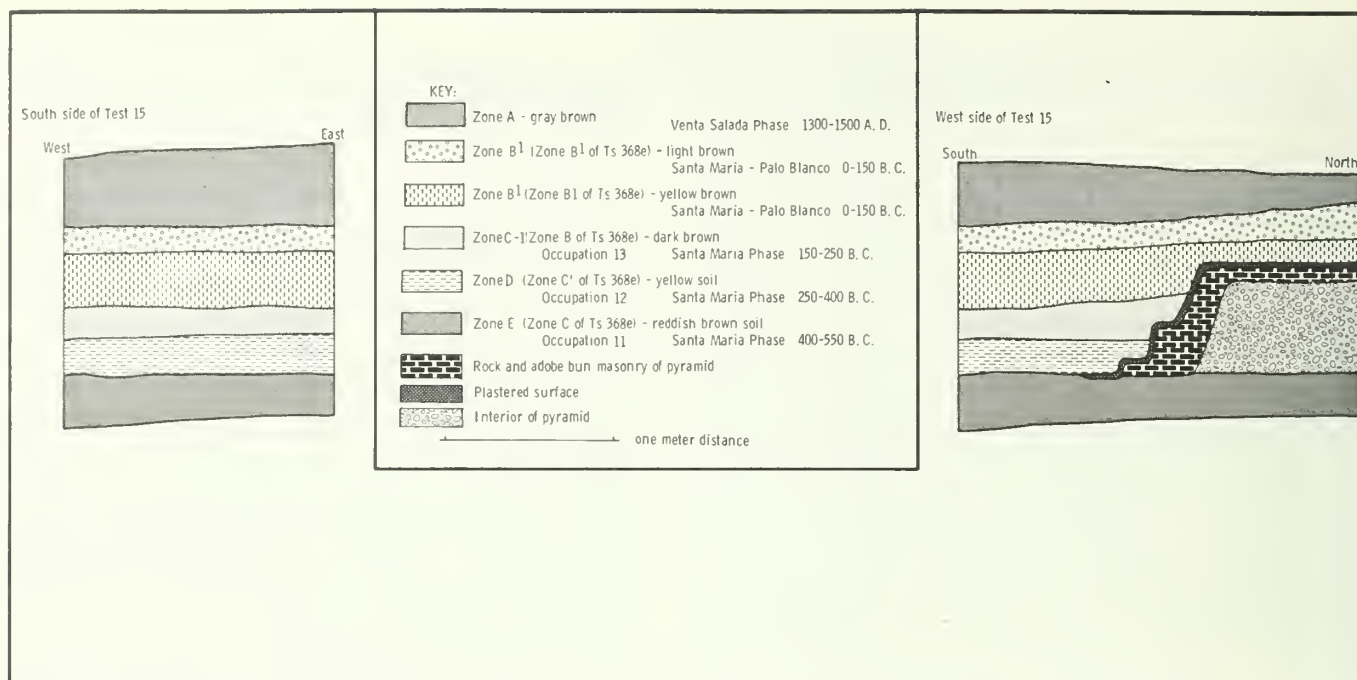 South side of Test 15
West
East
KEY:
Zone A - gray brown
Venta Salada Phase 1300-1500 A. D.
Zone B¹ (Zone B¹ of Ts 368e) - light brown
Santa Maria - Palo Blanco 0-150 B. C.
Zone B¹ (Zone B1 of Ts 368e) - yellow brown
Santa Maria - Palo Blanco 0-150 B. C.
Zone C-1' Zone B of Ts 368e) - dark brown
Occupation 13 Santa Maria Phase 150-250 B. C.
Zone D (Zone C' of Ts 368e) - yellow soil
Occupation 12 Santa Maria Phase 250-400 B. C.
Zone E (Zone C of Ts 368e) - reddish brown soil
Occupation 11 Santa Maria Phase 400-550 B. C.
Rock and adobe bun masonry of pyramid
Plastered surface
Interior of pyramid
one meter distance
West side of Test 15
South
North